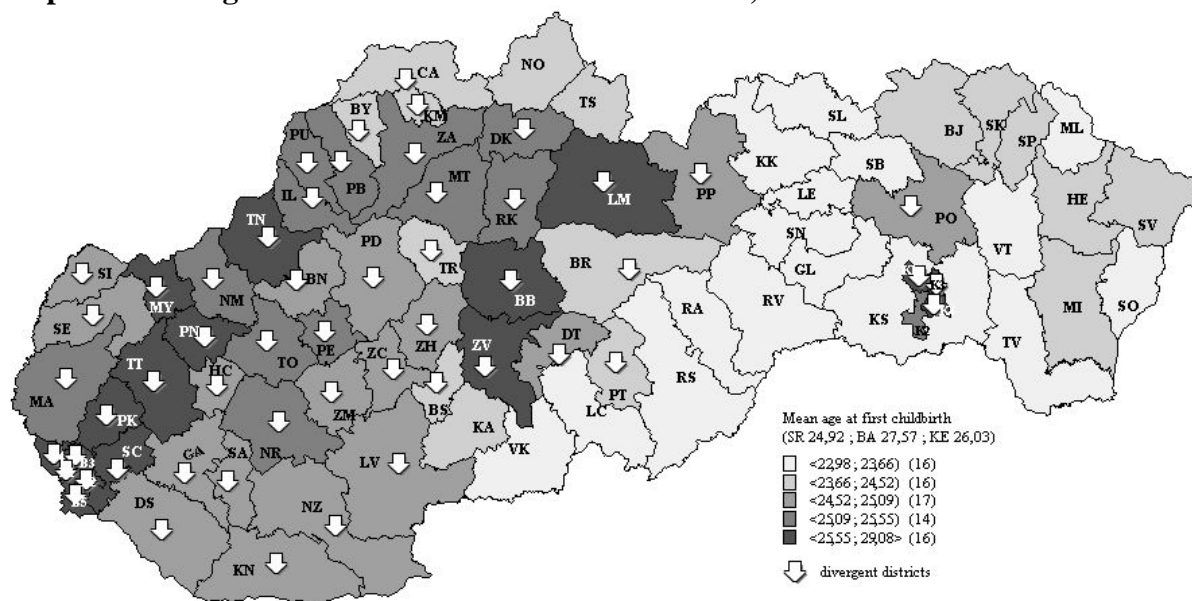 CA
NO
BY
KM
TS
SL
ML
PU
ZA
DK
BJ
SK
SP
KK
SB
PB
MT
IL
RK
LM
PP
LE
PO
HE
SV
TN
PD
SN
VT
SI
BN
TR
BR
GL
MY
NM
BB
RA
RV
MI
SO
SE
PN
KS
TT
HC
TO
PE
ZC
ZH
ZV
DT
TV
MA
ZM
BS
PT
RS
PK
KA
LC
SC
GA
SA
NR
LV
VK
DS
NZ
KN
Mean age at first childbirth
(SR 24,92 ; BA 27,57 ; KE 26,03)
<22,98 ; 23,66) (16)
<23,66 ; 24,52) (16)
<24,52 ; 25,09) (17)
<25,09 ; 25,55) (14)
<25,55 ; 29,08> (16)
divergent districts